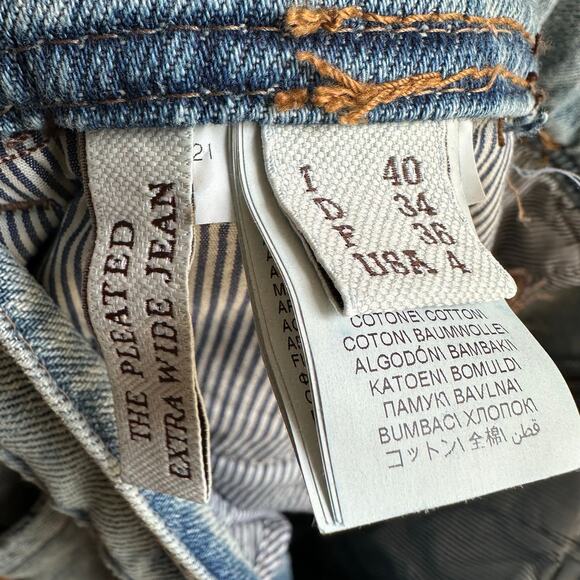 THE PLEATED
EXTRA WIDE JEAN
21
I 40
D 34
F 36
USA 4
COTONE\ COTTON\
COTON\ BAUMWOLLE\
ALGODÓN\ BAMBAKI\
KATOEN\ BOMULD\
ПАМУК\ BAVLNA\
BUMBAC\ ХЛОПОК\
コットン\ 全棉\ قطن\